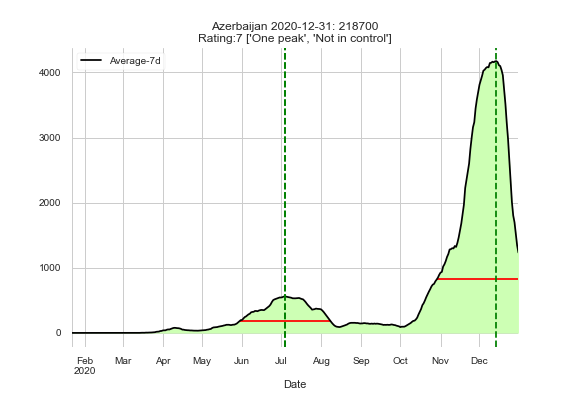 Azerbaijan 2020-12-31: 218700
Rating:7 ['One peak', 'Not in control']
Average-7d
4000
3000
2000
1000
0
Feb Mar Apr May Jun Jul Aug Sep Oct Nov Dec
2020
Date